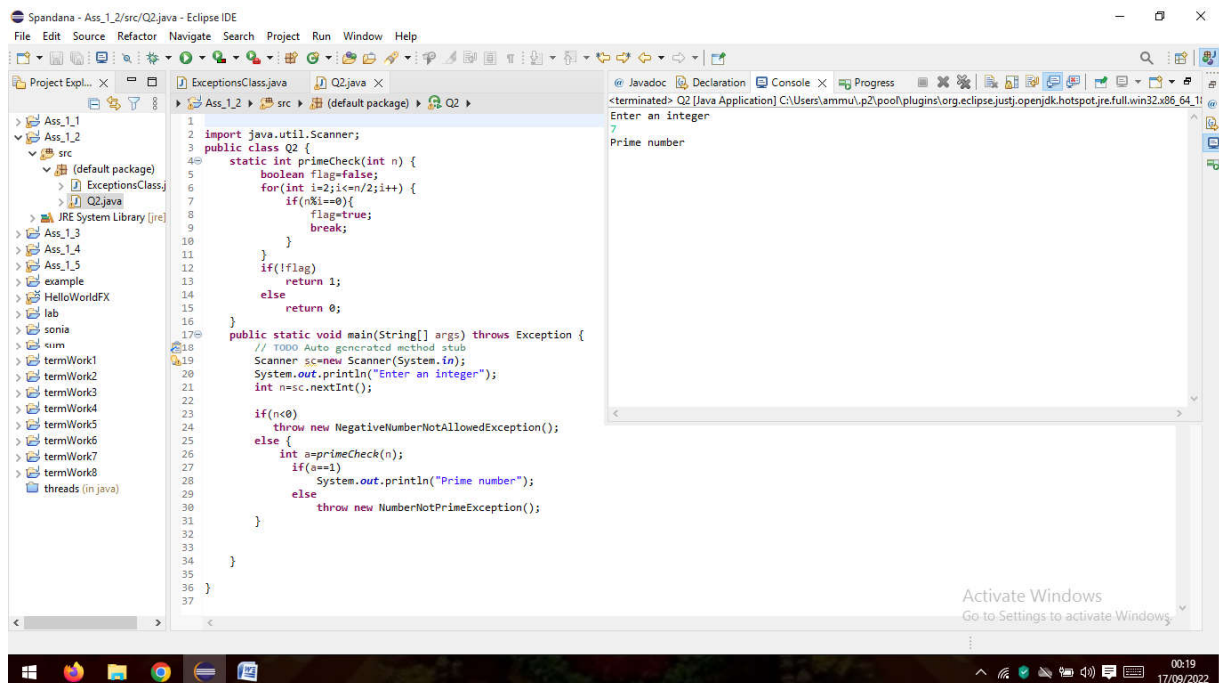 Spandana - Ass_1_2/src/Q2.java - Eclipse IDE
File Edit Source Refactor Navigate Search Project Run Window Help
Project Expl...
Ass_1_1
Ass_1_2
src
(default package)
ExceptionsClass.j
Q2.java
JRE System Library [jre]
Ass_1_3
Ass_1_4
Ass_1_5
example
HelloWorldFX
lab
sonia
sum
termWork1
termWork2
termWork3
termWork4
termWork5
termWork6
termWork7
termWork8
threads (in java)
ExceptionsClass.java Q2.java
Ass_1_2 src (default package) Q2
1
2 import java.util.Scanner;
3 public class Q2 {
4 static int primeCheck(int n) {
5 boolean flag=false;
6 for(int i=2;i<=n/2;i++) {
7 if(n%i==0){
8 flag=true;
9 break;
10 }
11 }
12 if(!flag)
13 return 1;
14 else
15 return 0;
16 }
17 public static void main(String[] args) throws Exception {
18 // TODO Auto generated method stub
19 Scanner sc=new Scanner(System.in);
20 System.out.println("Enter an integer");
21 int n=sc.nextInt();
22
23 if(n<0)
24 throw new NegativeNumberNotAllowedException();
25 else {
26 int a=primeCheck(n);
27 if(a==1)
28 System.out.println("Prime number");
29 else
30 throw new NumberNotPrimeException();
31 }
32
33
34 }
35
36 }
37
Javadoc Declaration Console Progress
<terminated> Q2 [Java Application] C:\Users\ammu\.p2\pool\plugins\org.eclipse.justj.openjdk.hotspot.jre.full.win32.x86_64_1
Enter an integer
7
Prime number
Activate Windows
Go to Settings to activate Windows.
00:19
17/09/2022